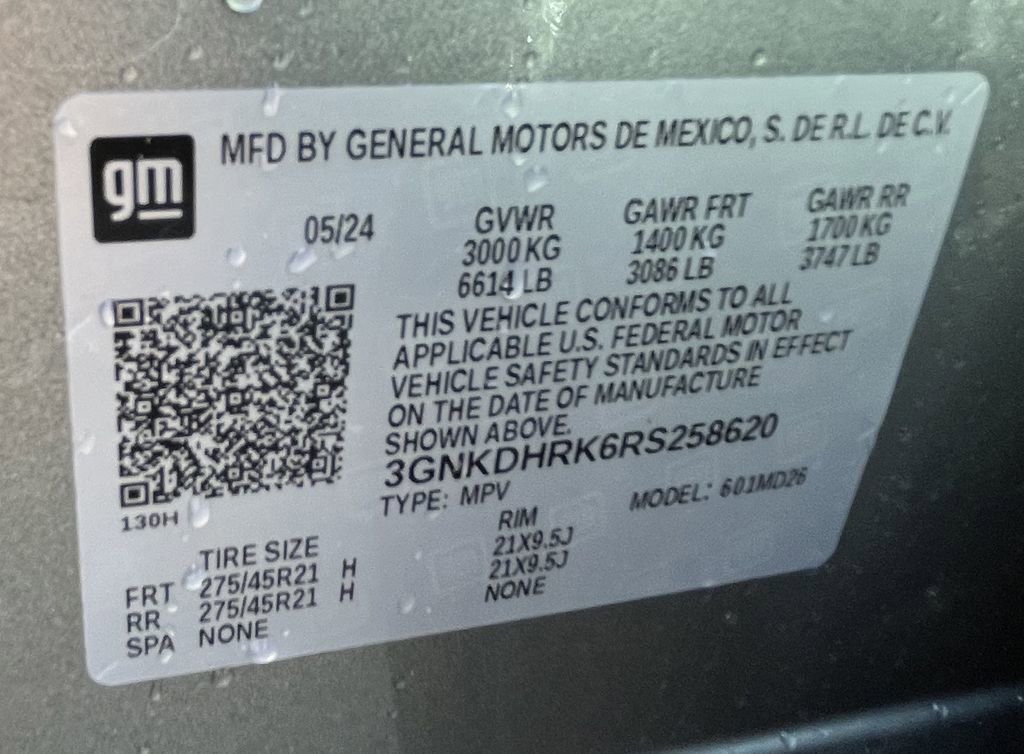 gm
MFD BY GENERAL MOTORS DE MEXICO, S. DE R.L. DE C.V.
05/24
GVWR
3000 KG
6614 LB
GAWR FRT
1400 KG
3086 LB
GAWR RR
1700 KG
3747 LB
THIS VEHICLE CONFORMS TO ALL
APPLICABLE U.S. FEDERAL MOTOR
VEHICLE SAFETY STANDARDS IN EFFECT
ON THE DATE OF MANUFACTURE
SHOWN ABOVE.
3GNKDHRK6RS258620
TYPE: MPV MODEL: 601MD26
130H
TIRE SIZE RIM
FRT 275/45R21 H 21X9.5J
RR 275/45R21 H 21X9.5J
SPA NONE NONE